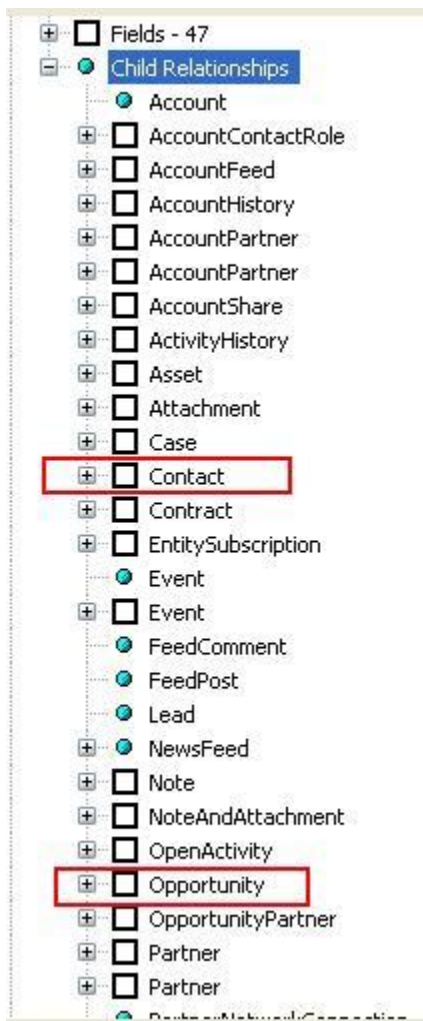 Fields - 47
Child Relationships
Account
AccountContactRole
AccountFeed
AccountHistory
AccountPartner
AccountPartner
AccountShare
ActivityHistory
Asset
Attachment
Case
Contact
Contract
EntitySubscription
Event
Event
FeedComment
FeedPost
Lead
NewsFeed
Note
NoteAndAttachment
OpenActivity
Opportunity
OpportunityPartner
Partner
Partner